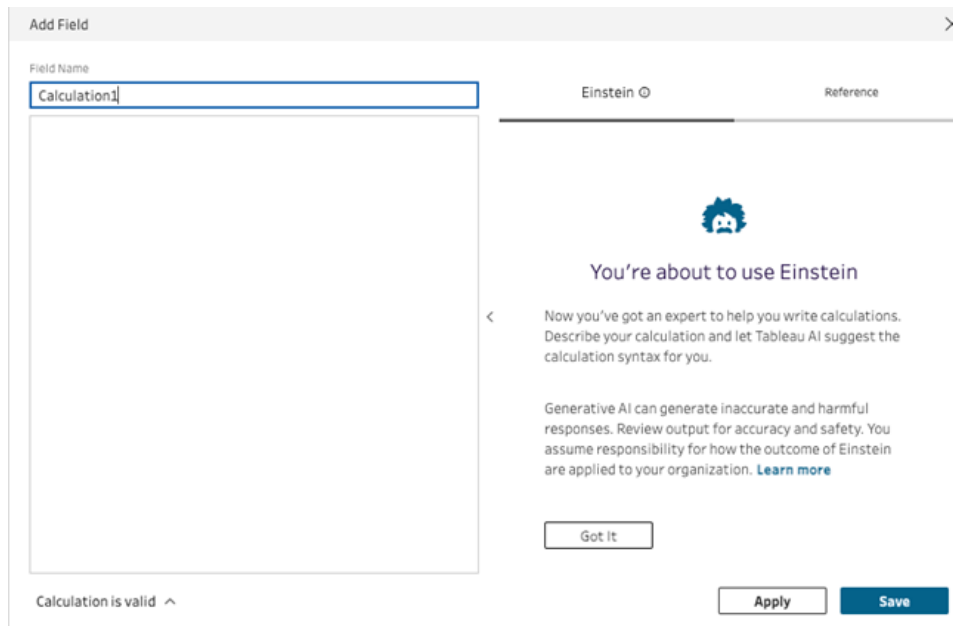 Add Field
Field Name
Calculation1
Einstein
Reference
You're about to use Einstein
Now you've got an expert to help you write calculations.
Describe your calculation and let Tableau AI suggest the
calculation syntax for you.
Generative AI can generate inaccurate and harmful
responses. Review output for accuracy and safety. You
assume responsibility for how the outcome of Einstein
are applied to your organization. Learn more
Got It
Calculation is valid
Apply
Save